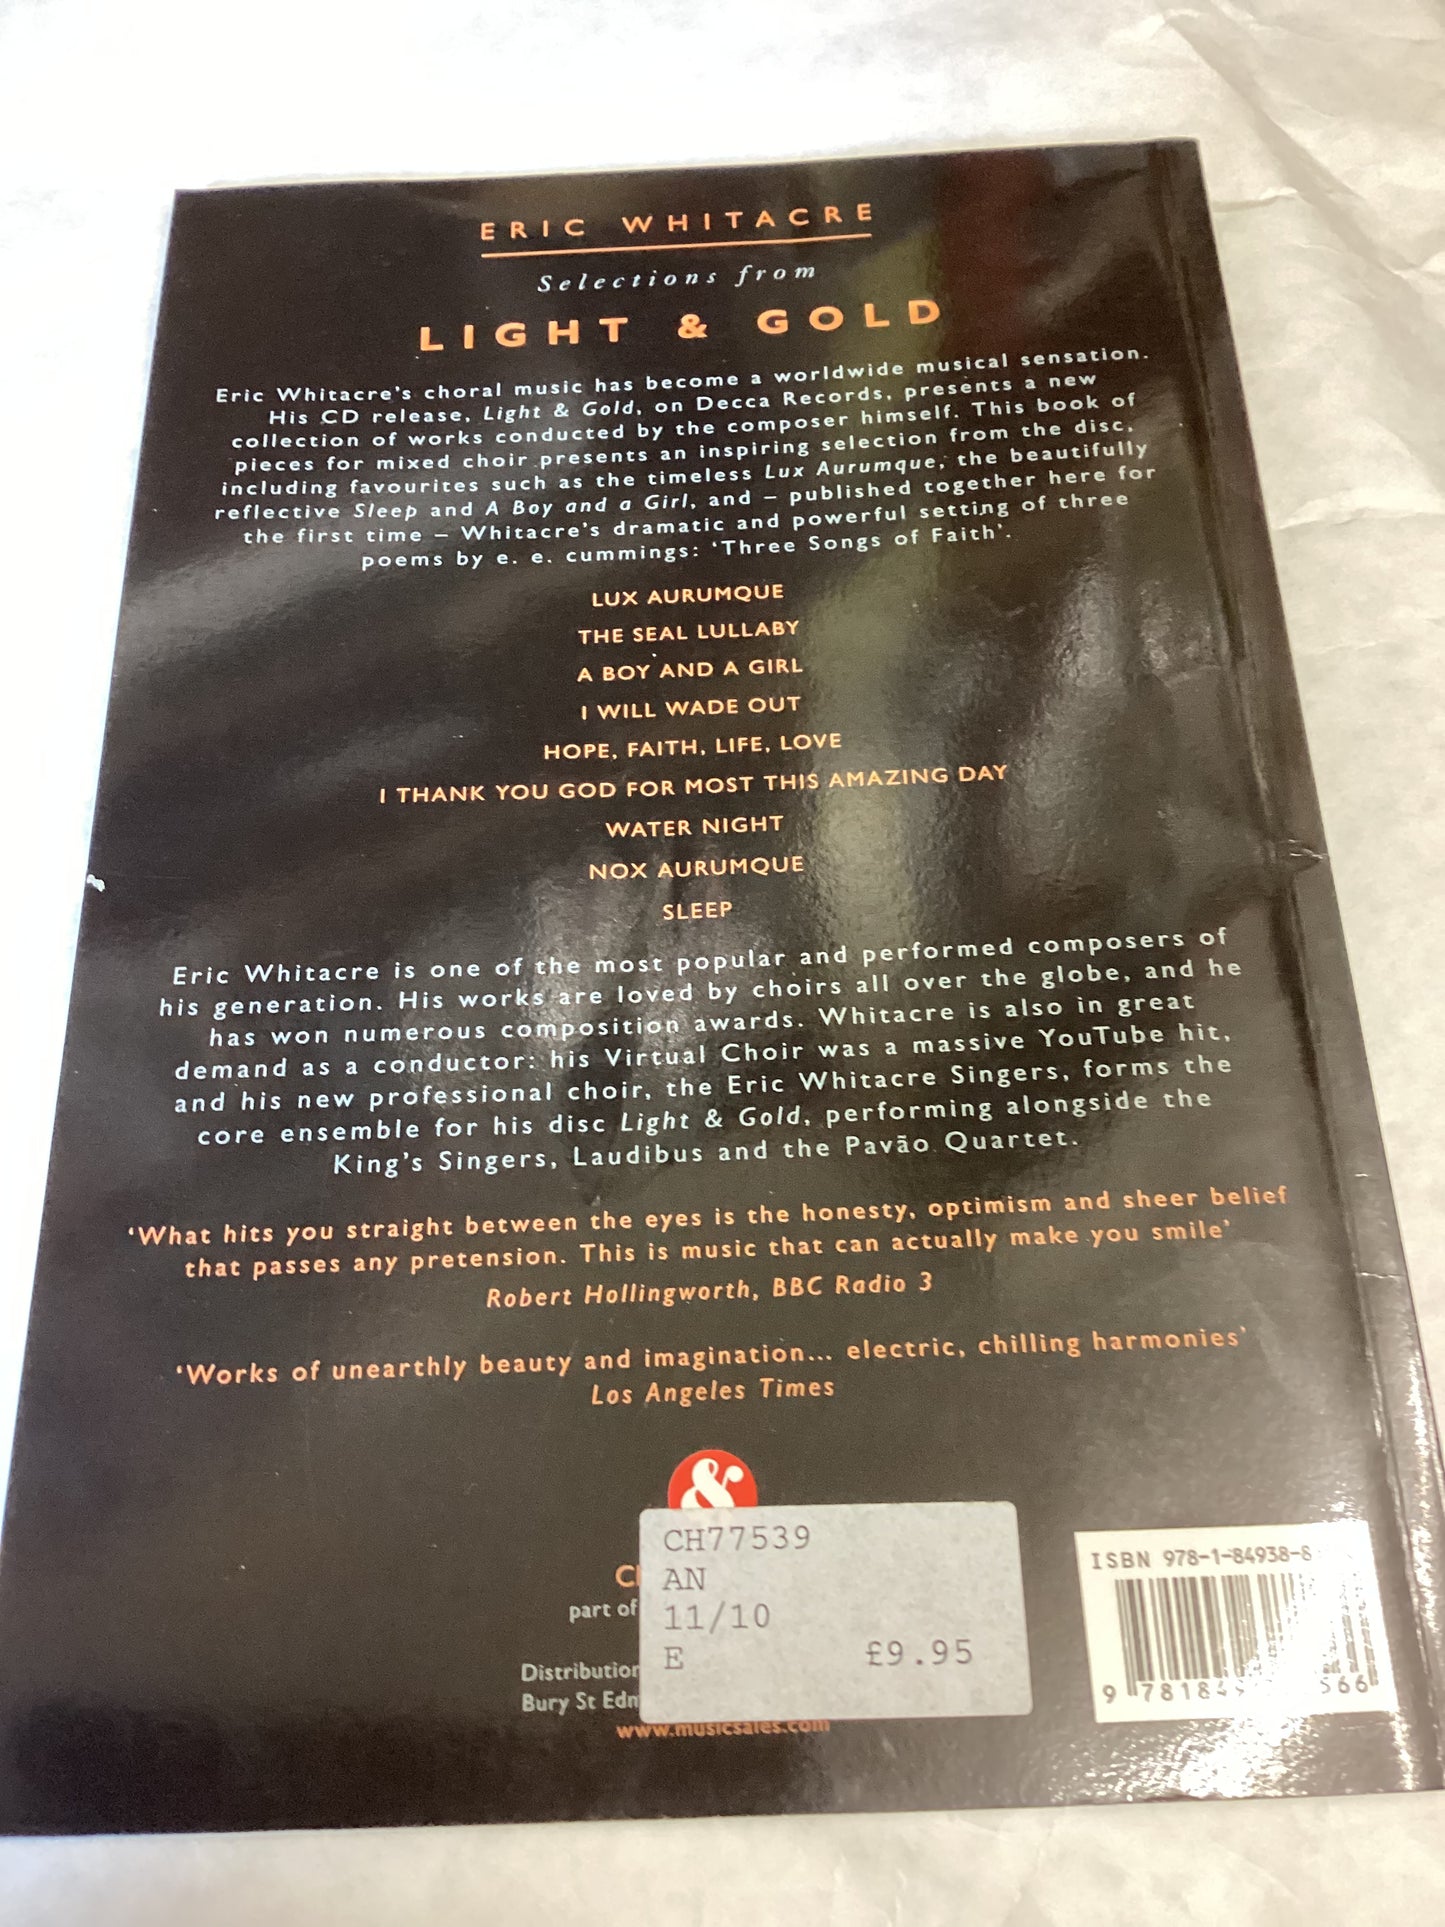 ERIC WHITACRE
Selections from
LIGHT & GOLD
Eric Whitacre's choral music has become a worldwide musical sensation.
His CD release, Light & Gold, on Decca Records, presents a new
collection of works conducted by the composer himself. This book of
pieces for mixed choir presents an inspiring selection from the disc,
including favourites such as the timeless Lux Aurumque, the beautifully
reflective Sleep and A Boy and a Girl, and – published together here for
the first time – Whitacre's dramatic and powerful setting of three
poems by e. e. cummings: 'Three Songs of Faith'.
LUX AURUMQUE
THE SEAL LULLABY
A BOY AND A GIRL
I WILL WADE OUT
HOPE, FAITH, LIFE, LOVE
I THANK YOU GOD FOR MOST THIS AMAZING DAY
WATER NIGHT
NOX AURUMQUE
SLEEP
Eric Whitacre is one of the most popular and performed composers of
his generation. His works are loved by choirs all over the globe, and he
has won numerous composition awards. Whitacre is also in great
demand as a conductor: his Virtual Choir was a massive YouTube hit,
and his new professional choir, the Eric Whitacre Singers, forms the
core ensemble for his disc Light & Gold, performing alongside the
King's Singers, Laudibus and the Pavão Quartet.
'What hits you straight between the eyes is the honesty, optimism and sheer belief
that passes any pretension. This is music that can actually make you smile'
Robert Hollingworth, BBC Radio 3
'Works of unearthly beauty and imagination... electric, chilling harmonies'
Los Angeles Times
&
CH77539
AN
11/10
E £9.95
part of
Bury St
www.musicsales.com
ISBN 978-1-84938-8
9 78184 566